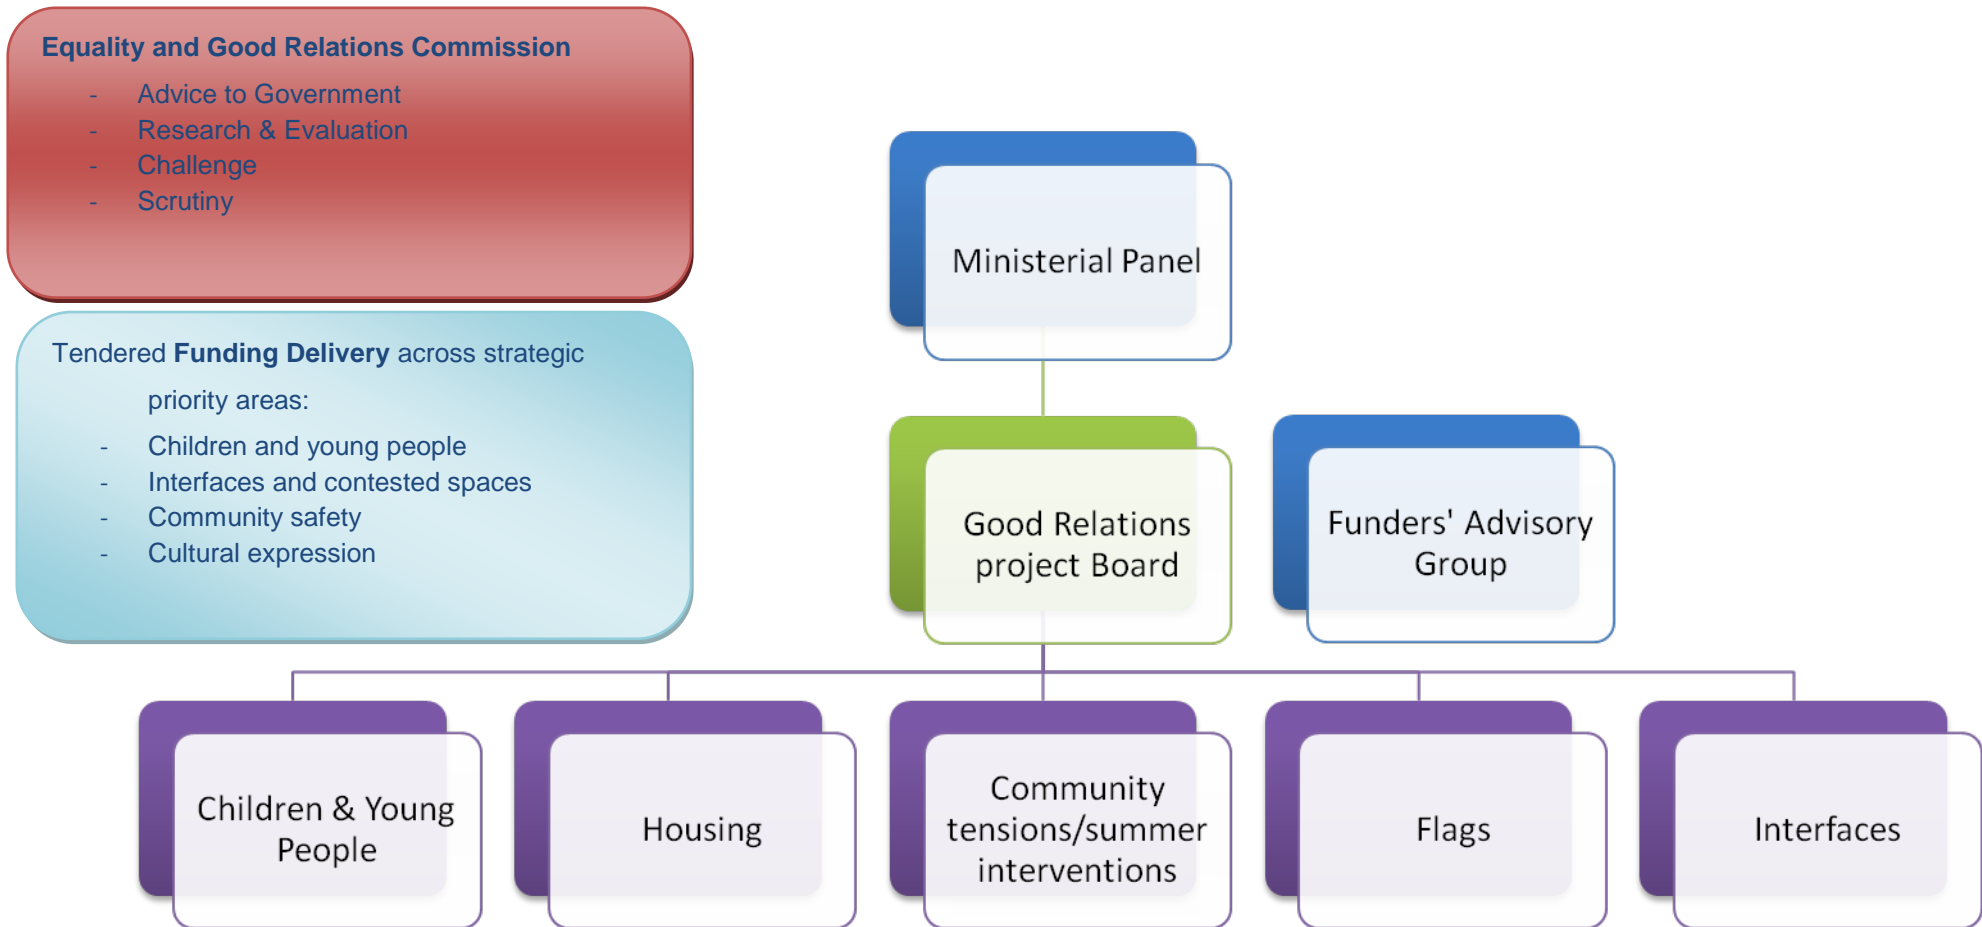 Equality and Good Relations Commission
- Advice to Government
- Research & Evaluation
- Challenge
- Scrutiny
Tendered Funding Delivery across strategic
priority areas:
- Children and young people
- Interfaces and contested spaces
- Community safety
- Cultural expression
Ministerial Panel
Good Relations
project Board
Funders' Advisory
Group
Children & Young
People
Housing
Community
tensions/summer
interventions
Flags
Interfaces